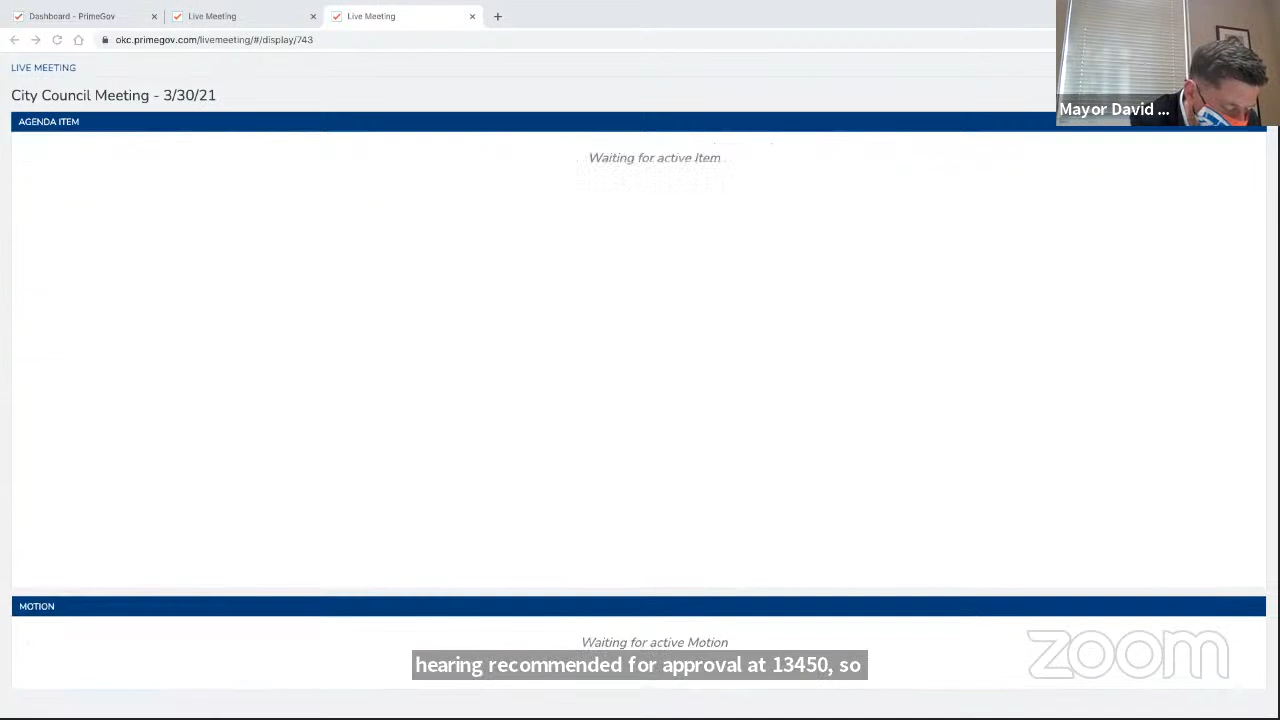 Dashboard - PrimeGov
Live Meeting
Live Meeting
okc.primegov.com/livemeeting/#/display/743
LIVE MEETING
City Council Meeting - 3/30/21
Mayor David ...
AGENDA ITEM
Waiting for active Item
MOTION
Waiting for active Motion
hearing recommended for approval at 13450, so
zoom